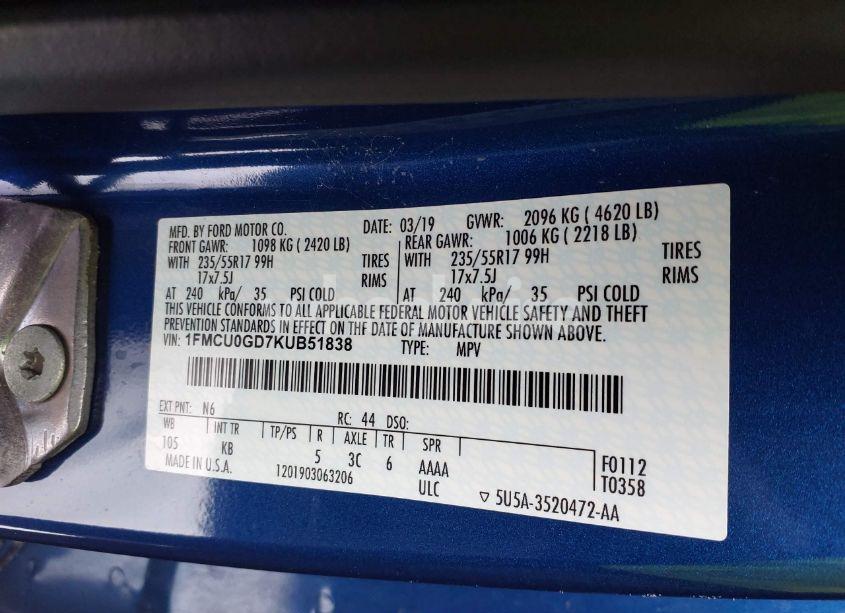 MFD. BY FORD MOTOR CO. DATE: 03/19 GVWR: 2096 KG ( 4620 LB)
FRONT GAWR: 1098 KG ( 2420 LB) REAR GAWR: 1006 KG ( 2218 LB)
WITH 235/55R17 99H TIRES WITH 235/55R17 99H TIRES
17x7.5J RIMS 17x7.5J RIMS
AT 240 kPa/ 35 PSI COLD AT 240 kPa/ 35 PSI COLD
THIS VEHICLE CONFORMS TO ALL APPLICABLE FEDERAL MOTOR VEHICLE SAFETY AND THEFT
PREVENTION STANDARDS IN EFFECT ON THE DATE OF MANUFACTURE SHOWN ABOVE.
VIN: 1FMCU0GD7KUB51838 TYPE: MPV
EXT PNT: N6 RC: 44 DSO:
WB INT TR TP/PS R AXLE TR SPR
105 KB 5 3C 6 AAAA F0112
MADE IN U.S.A. 1201903063206 ULC T0358
5U5A-3520472-AA